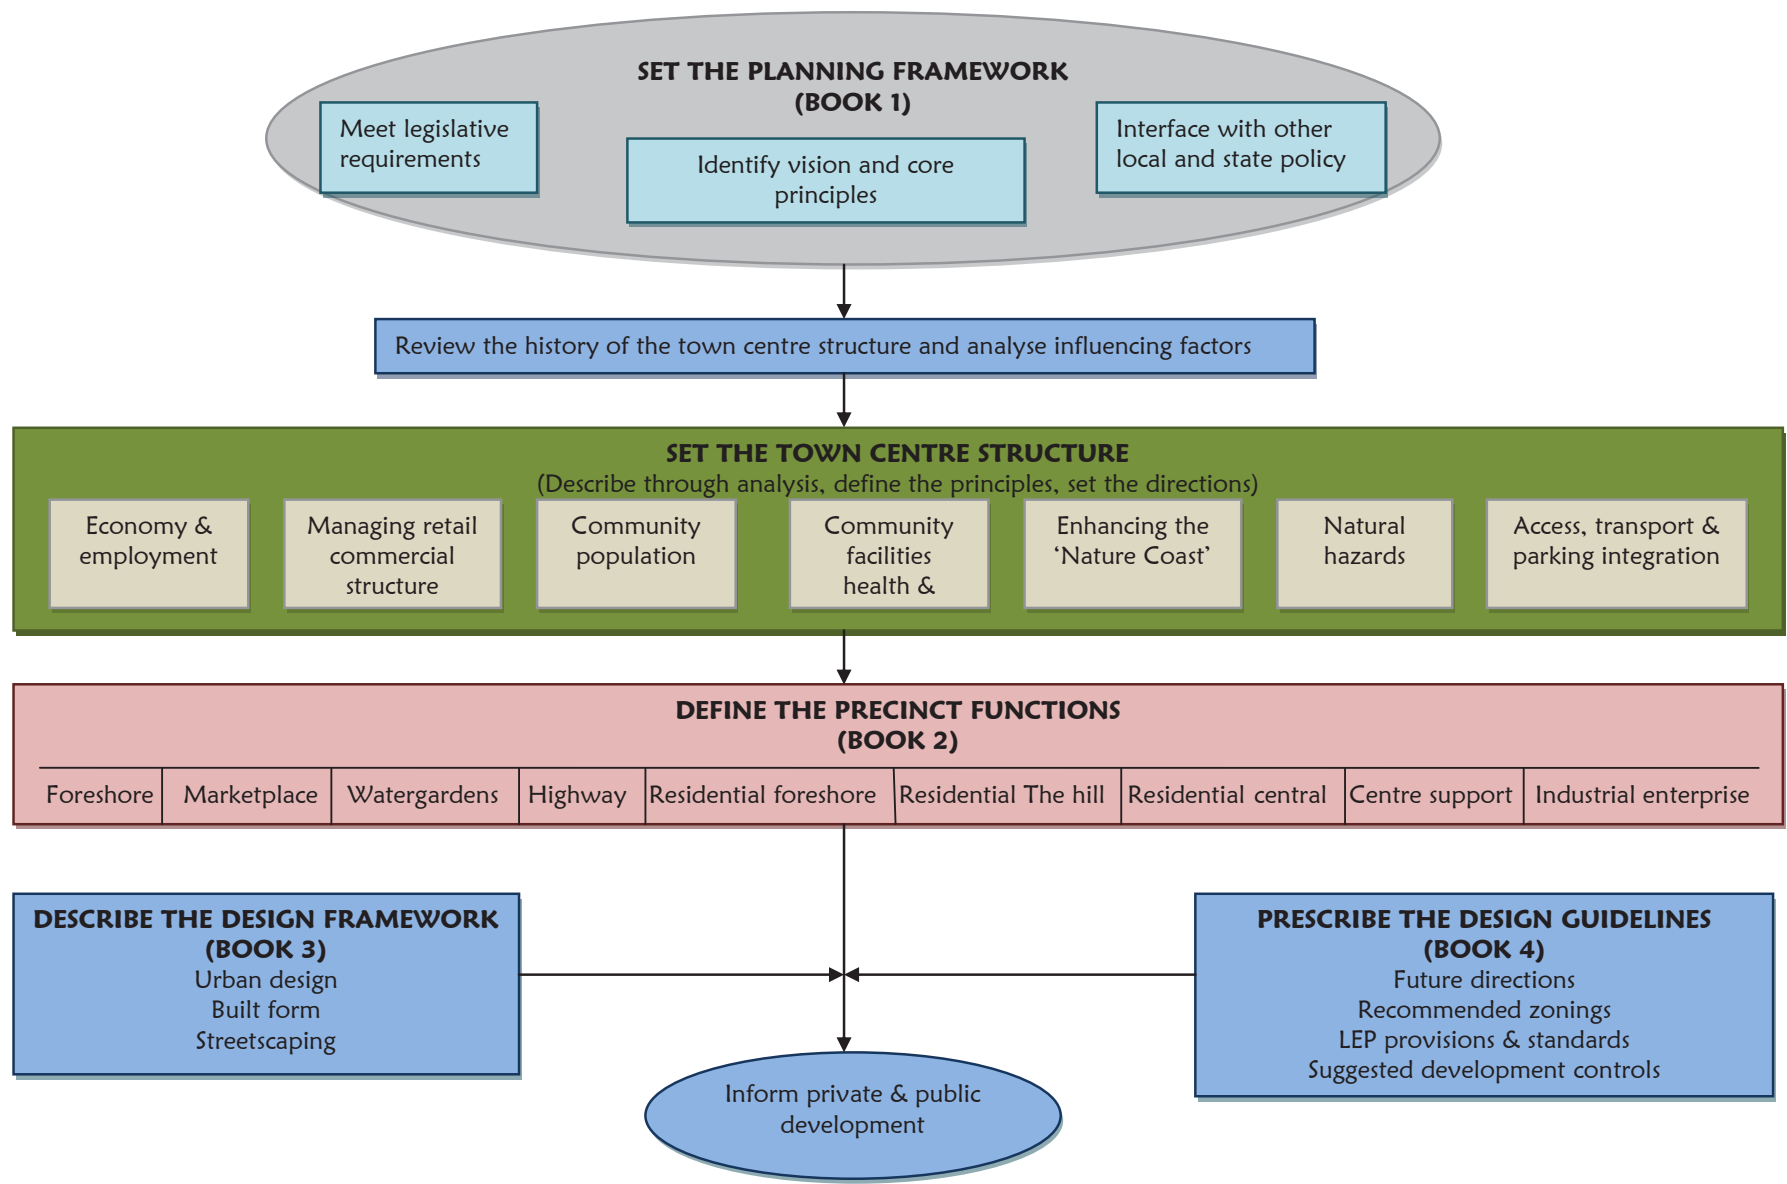 SET THE PLANNING FRAMEWORK
(BOOK 1)
Meet legislative
requirements
Identify vision and core
principles
Interface with other
local and state policy
Review the history of the town centre structure and analyse influencing factors
SET THE TOWN CENTRE STRUCTURE
(Describe through analysis, define the principles, set the directions)
Economy &
employment
Managing retail
commercial
structure
Community
population
Community
facilities
health &
Enhancing the
‘Nature Coast’
Natural
hazards
Access, transport &
parking integration
DEFINE THE PRECINCT FUNCTIONS
(BOOK 2)
Foreshore
Marketplace
Watergardens
Highway
Residential foreshore
Residential The hill
Residential central
Centre support
Industrial enterprise
DESCRIBE THE DESIGN FRAMEWORK
(BOOK 3)
Urban design
Built form
Streetscaping
PRESCRIBE THE DESIGN GUIDELINES
(BOOK 4)
Future directions
Recommended zonings
LEP provisions & standards
Suggested development controls
Inform private & public
development